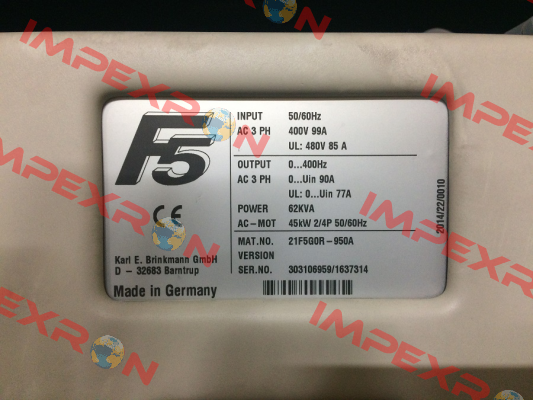 IMPEXRON
IMPEXRON
F5
INPUT 50/60Hz
AC 3 PH 400V 99A
UL: 480V 85 A
OUTPUT 0...400Hz
AC 3 PH 0...Uin 90A
UL: 0...Uin 77A
POWER 62KVA
AC-MOT 45kW 2/4P 50/60Hz
MAT.NO. 21F5G0R-950A
VERSION
SER.NO. 303106959/1637314
2014/22/0010
CE
Karl E. Brinkmann GmbH
D - 32683 Barntrup
Made in Germany
IMPEXRON
IMPEXRON